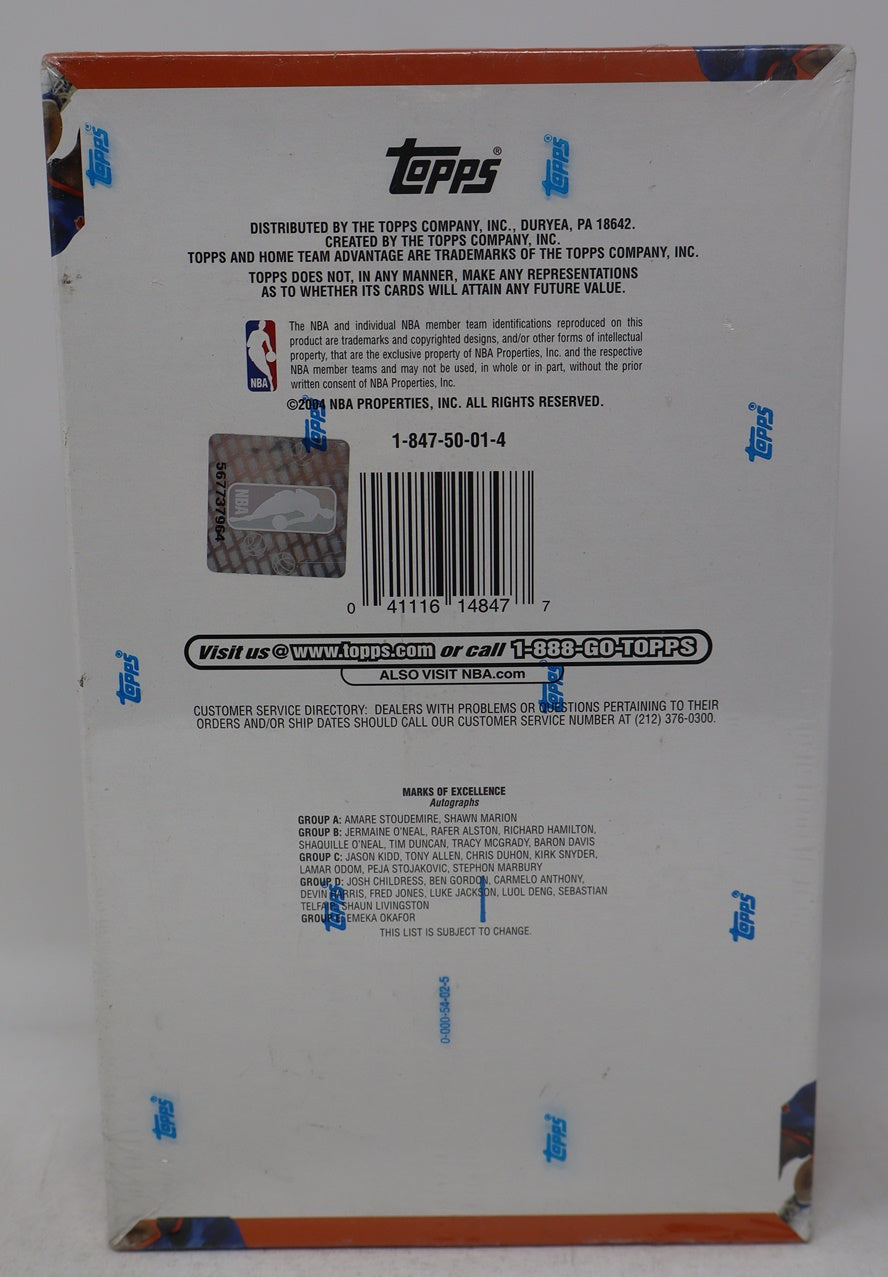 Topps®
DISTRIBUTED BY THE TOPPS COMPANY, INC., DURYEA, PA 18642.
CREATED BY THE TOPPS COMPANY, INC.
TOPPS AND HOME TEAM ADVANTAGE ARE TRADEMARKS OF THE TOPPS COMPANY, INC.
TOPPS DOES NOT, IN ANY MANNER, MAKE ANY REPRESENTATIONS
AS TO WHETHER ITS CARDS WILL ATTAIN ANY FUTURE VALUE.
NBA
The NBA and individual NBA member team identifications reproduced on this
product are trademarks and copyrighted designs, and/or other forms of intellectual
property, that are the exclusive property of NBA Properties, Inc. and the respective
NBA member teams and may not be used, in whole or in part, without the prior
written consent of NBA Properties, Inc.
©2004 NBA PROPERTIES, INC. ALL RIGHTS RESERVED.
1-847-50-01-4
567737964
NBA
0 41116 14847 7
Visit us @ www.topps.com or call 1-888-GO-TOPPS
ALSO VISIT NBA.com
CUSTOMER SERVICE DIRECTORY: DEALERS WITH PROBLEMS OR QUESTIONS PERTAINING TO THEIR
ORDERS AND/OR SHIP DATES SHOULD CALL OUR CUSTOMER SERVICE NUMBER AT (212) 376-0300.
MARKS OF EXCELLENCE
Autographs
GROUP A: AMARE STOUDEMIRE, SHAWN MARION
GROUP B: JERMAINE O'NEAL, RAFER ALSTON, RICHARD HAMILTON,
SHAQUILLE O'NEAL, TIM DUNCAN, TRACY MCGRADY, BARON DAVIS
GROUP C: JASON KIDD, TONY ALLEN, CHRIS DUHON, KIRK SNYDER,
LAMAR ODOM, PEJA STOJAKOVIC, STEPHON MARBURY
GROUP D: JOSH CHILDRESS, BEN GORDON, CARMELO ANTHONY,
DEVIN HARRIS, FRED JONES, LUKE JACKSON, LUOL DENG, SEBASTIAN
TELFAIR, SHAUN LIVINGSTON
GROUP E: EMEKA OKAFOR
THIS LIST IS SUBJECT TO CHANGE.
0-000-54-02-5
Topps®
Topps®
Topps®
Topps®
Topps®
Topps®
Topps®
Topps®
Topps®
Topps®